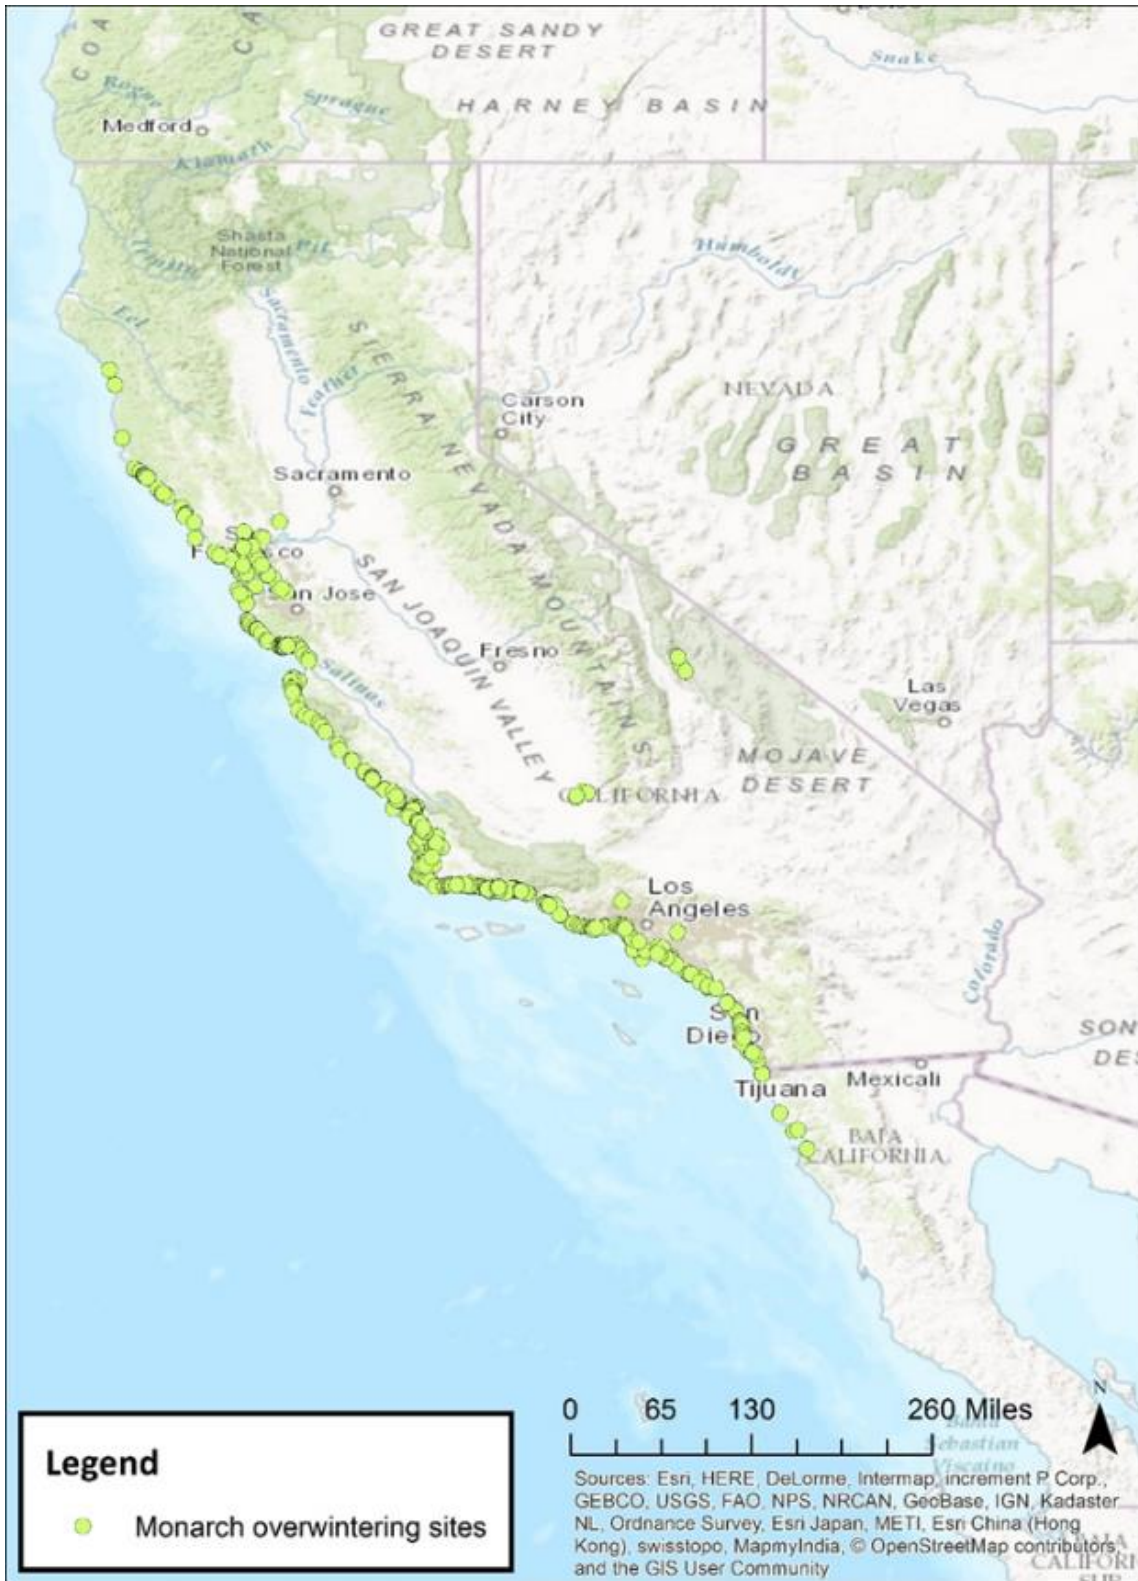 GREAT SANDY
DESERT
Snake
Rogue
Sprague
HARNEY BASIN
Medford
Klamath
Shasta
National
Forest
Pit
Trinity
Humboldt
Eel
Sacramento
Feather
SIERRA NEVADA MOUNTAINS
NEVADA
Carson
City
GREAT
BASIN
Sacramento
SAN JOAQUIN VALLEY
San Jose
Fresno
Salinas
Las
Vegas
MOJAVE
DESERT
CALIFORNIA
Los
Angeles
Colorado
San
Diego
Tijuana
Mexicali
BAJA
CALIFORNIA
N
0 65 130 260 Miles
Sebastian
Viscaino
Legend
Monarch overwintering sites
Sources: Esri, HERE, DeLorme, Intermap, increment P Corp.,
GEBCO, USGS, FAO, NPS, NRCAN, GeoBase, IGN, Kadaster
NL, Ordnance Survey, Esri Japan, METI, Esri China (Hong
Kong), swisstopo, MapmyIndia, © OpenStreetMap contributors,
and the GIS User Community